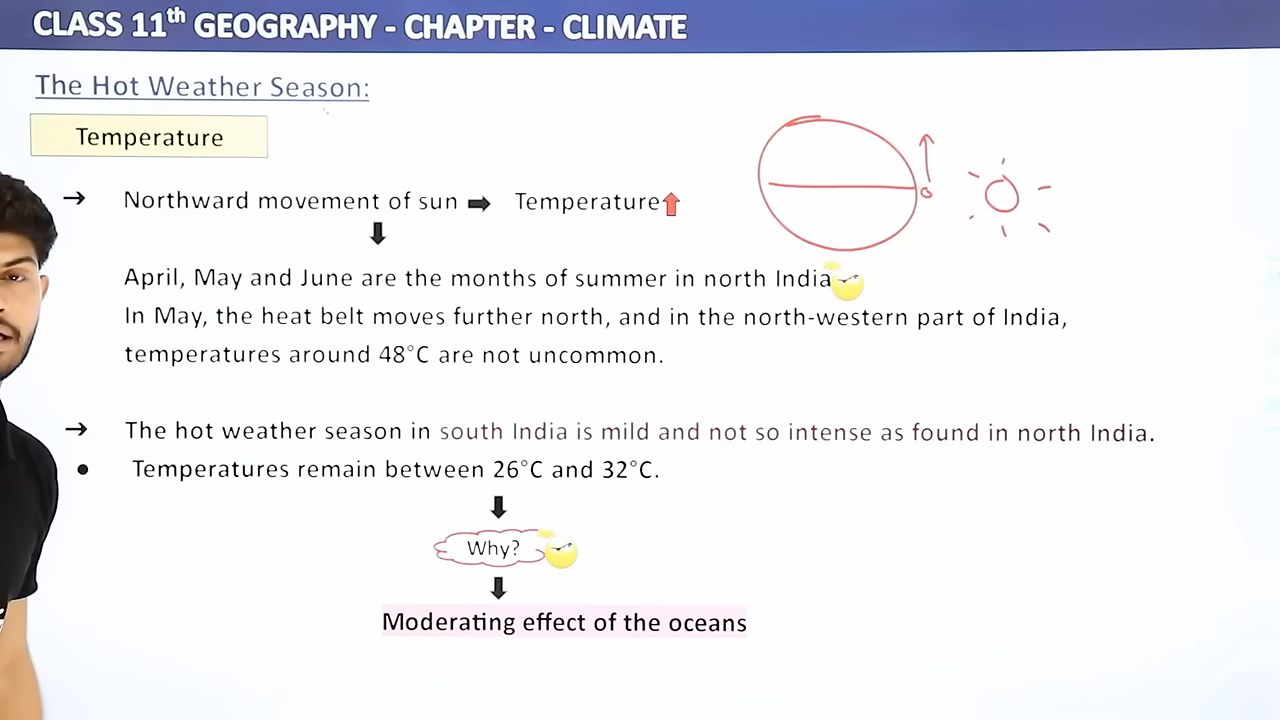 CLASS 11th GEOGRAPHY - CHAPTER - CLIMATE
The Hot Weather Season:
Temperature
→ Northward movement of sun ➡ Temperature⬆
April, May and June are the months of summer in north India
In May, the heat belt moves further north, and in the north-western part of India,
temperatures around 48°C are not uncommon.
→ The hot weather season in south India is mild and not so intense as found in north India.
• Temperatures remain between 26°C and 32°C.
Why?
Moderating effect of the oceans